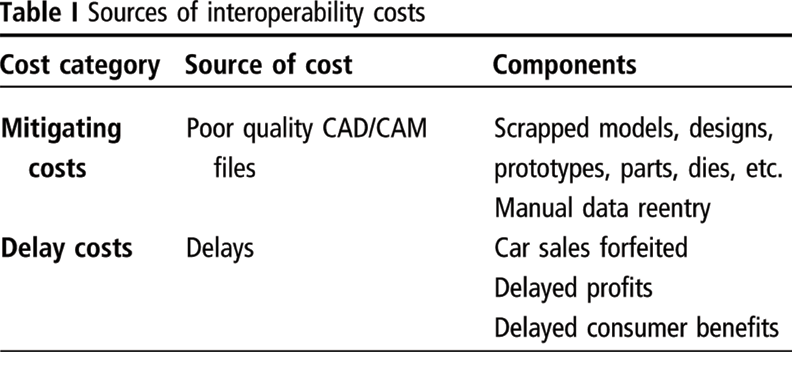 Table I Sources of interoperability costs
Cost category Source of cost Components
Mitigating Poor quality CAD/CAM Scrapped models, designs,
costs files prototypes, parts, dies, etc.
Manual data reentry
Delay costs Delays Car sales forfeited
Delayed profits
Delayed consumer benefits